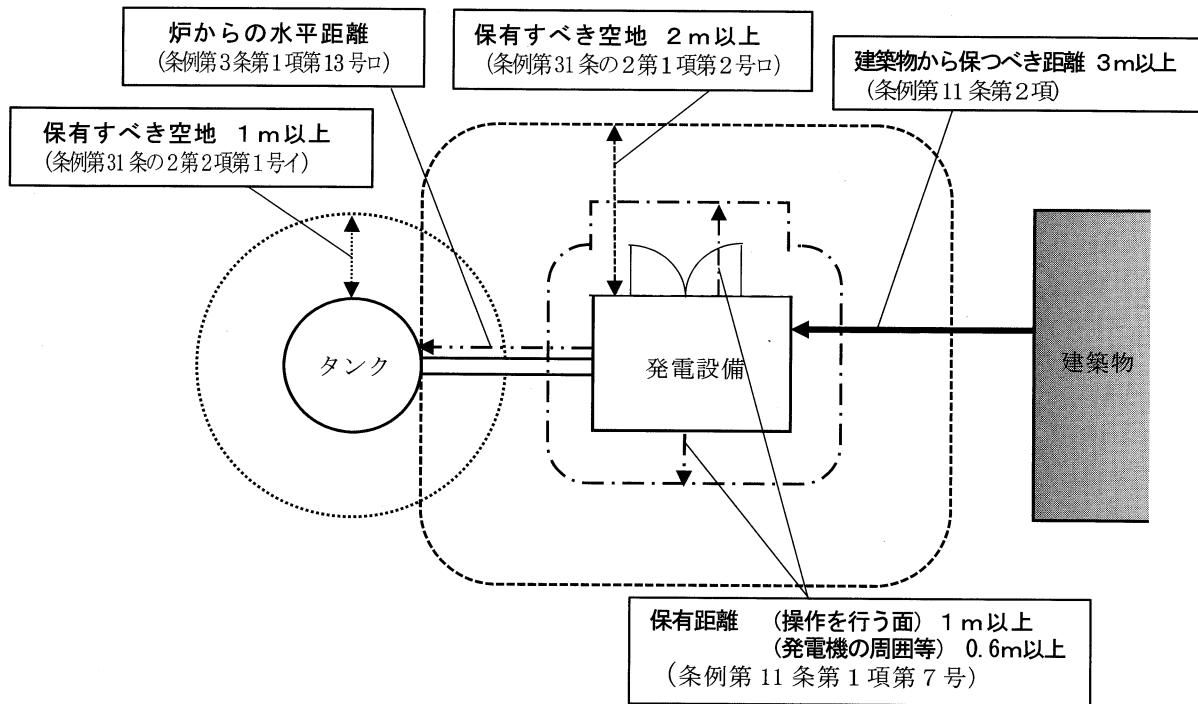 炉からの水平距離
(条例第3条第1項第13号ロ)
保有すべき空地 2m以上
(条例第31条の2第1項第2号ロ)
建築物から保つべき距離 3m以上
(条例第11条第2項)
保有すべき空地 1m以上
(条例第31条の2第2項第1号イ)
タンク
発電設備
建築物
保有距離 (操作を行う面) 1m以上
(発電機の周囲等) 0.6m以上
(条例第11条第1項第7号)